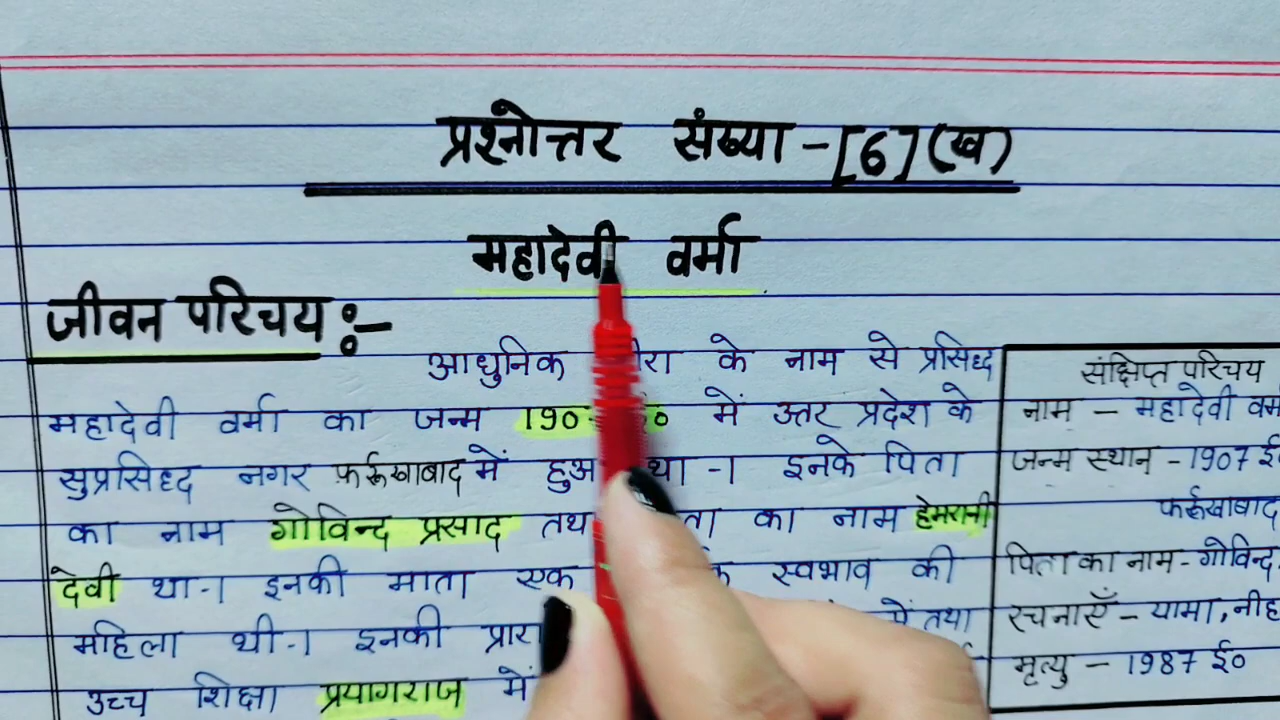 प्रश्नोत्तर संख्या - [6] (ख)
महादेवी वर्मा
जीवन परिचय :-
आधुनिक के नाम से प्रसिद्ध
महादेवी वर्मा का जन्म में उत्तर प्रदेश के
सुप्रसिद्ध नगर फर्रूखाबाद में था -। इनके पिता
का नाम गोविन्द प्रसाद का नाम हेमरानी
देवी था -। इनकी माता एक स्वभाव की
महिला थी -। इनकी में तथा
उच्च शिक्षा प्रयागराज में
संक्षिप्त परिचय
नाम - महादेवी
जन्म स्थान - 1907
फर्रूखाबाद
पिता का नाम - गोविन्द
रचनाएँ - यामा,
मृत्यु - 1987 ई०